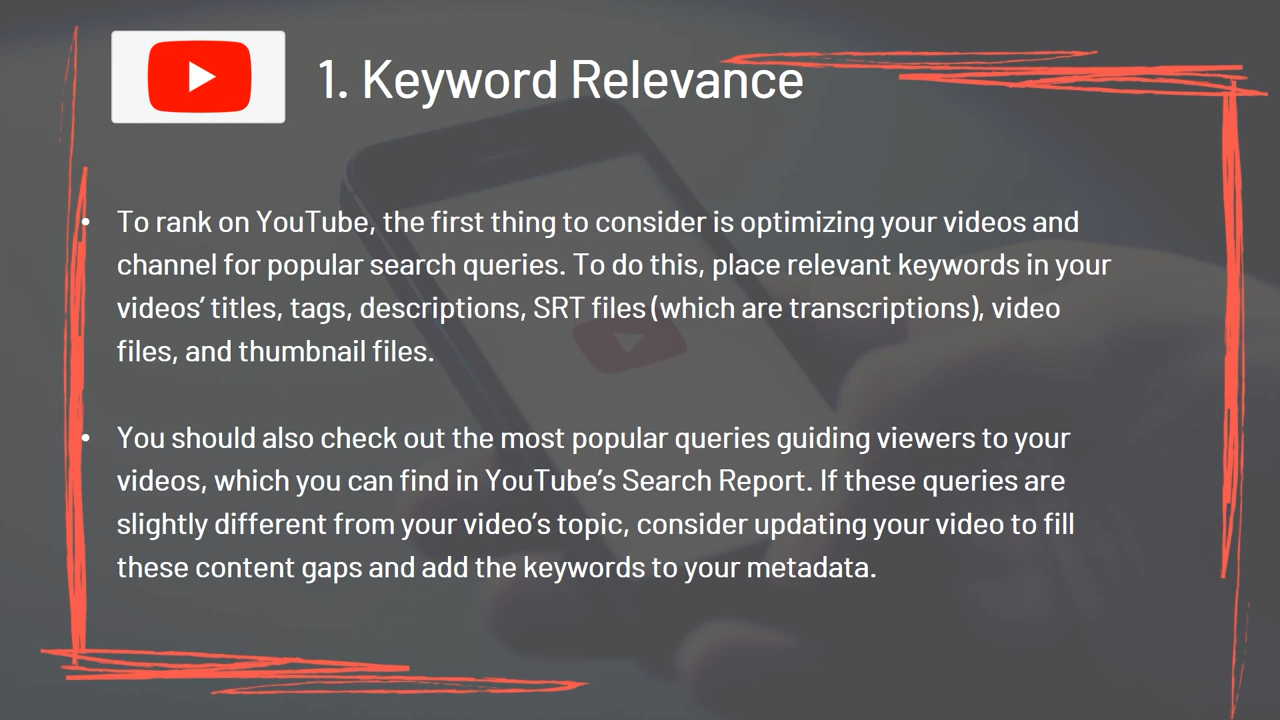 1. Keyword Relevance
• To rank on YouTube, the first thing to consider is optimizing your videos and
channel for popular search queries. To do this, place relevant keywords in your
videos’ titles, tags, descriptions, SRT files (which are transcriptions), video
files, and thumbnail files.
• You should also check out the most popular queries guiding viewers to your
videos, which you can find in YouTube’s Search Report. If these queries are
slightly different from your video’s topic, consider updating your video to fill
these content gaps and add the keywords to your metadata.